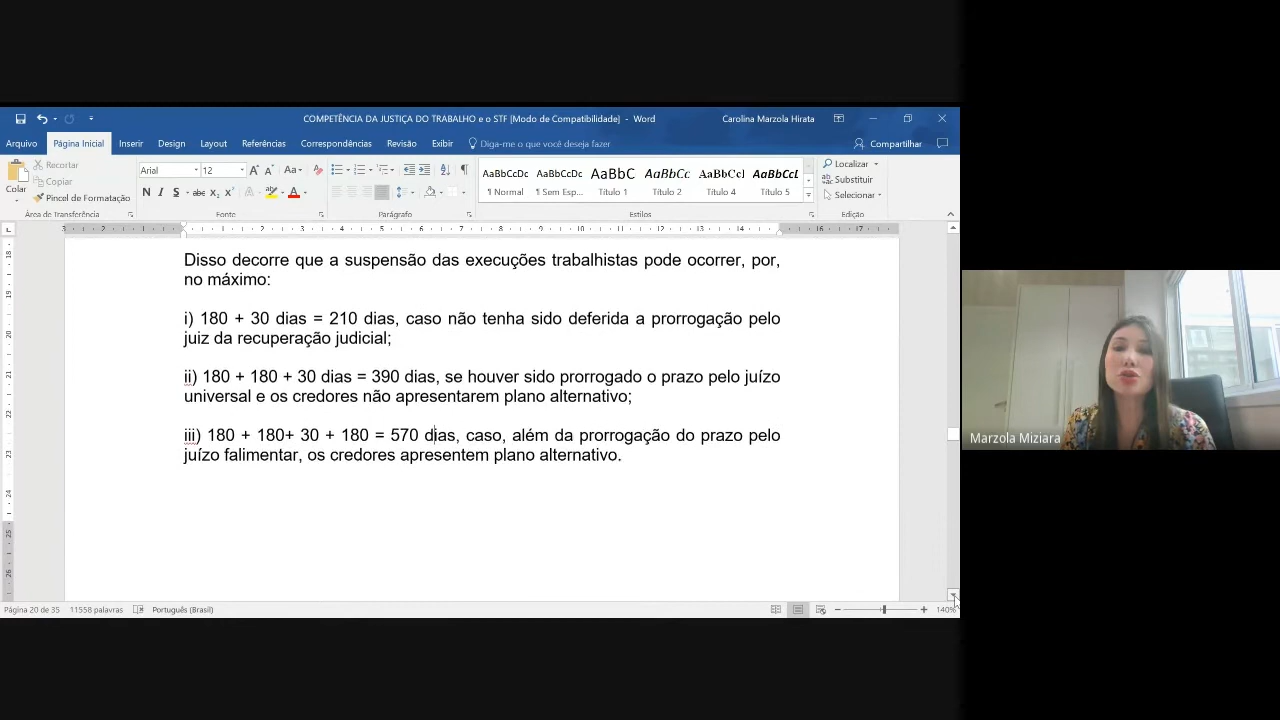 COMPETÊNCIA DA JUSTIÇA DO TRABALHO e o STF [Modo de Compatibilidade] - Word
Carolina Marzola Hirata
Arquivo
Página Inicial
Inserir
Design
Layout
Referências
Correspondências
Revisão
Exibir
Diga-me o que você deseja fazer
Compartilhar
Colar
Recortar
Copiar
Pincel de Formatação
Área de Transferência
Arial
12
Fonte
Parágrafo
AaBbCcDc
¶ Normal
AaBbCcDc
¶ Sem Esp...
AaBbC
Título 1
AaBbCc
Título 2
AaBbCcI
Título 4
AaBbCcL
Título 5
Estilos
Localizar
Substituir
Selecionar
Edição
Disso decorre que a suspensão das execuções trabalhistas pode ocorrer, por,
no máximo:
i) 180 + 30 dias = 210 dias, caso não tenha sido deferida a prorrogação pelo
juiz da recuperação judicial;
ii) 180 + 180 + 30 dias = 390 dias, se houver sido prorrogado o prazo pelo juízo
universal e os credores não apresentarem plano alternativo;
iii) 180 + 180+ 30 + 180 = 570 dias, caso, além da prorrogação do prazo pelo
juízo falimentar, os credores apresentem plano alternativo.
Página 20 de 35
11558 palavras
Português (Brasil)
140%
Marzola Miziara